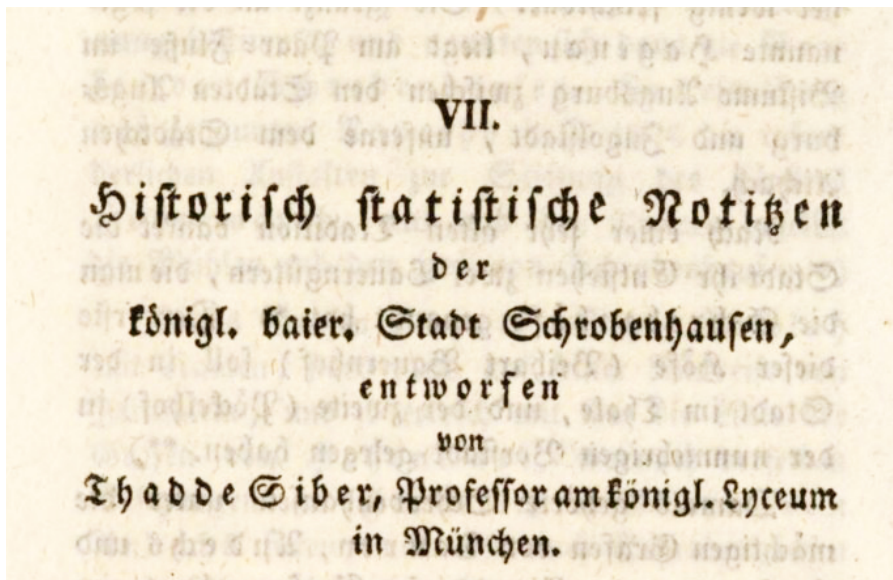 VII.
Hiſtoriſch ſtatiſtiſche Notitzen
der
königl. baier. Stadt Schrobenhauſen,
entworfen
von
Thadde Siber, Profeſſor am königl. Lyceum
in München.